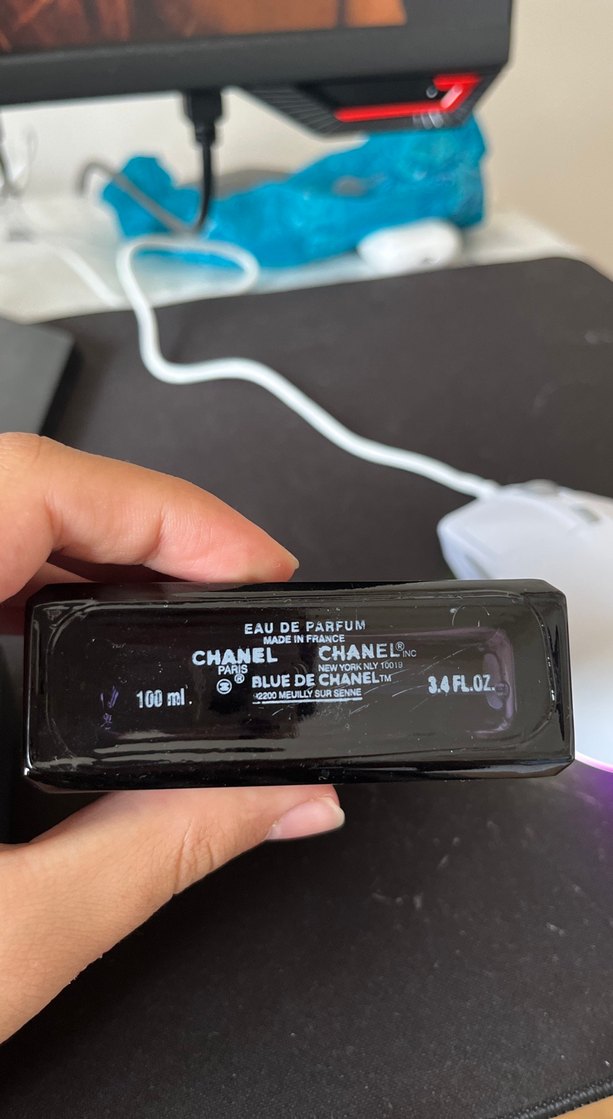 EAU DE PARFUM
MADE IN FRANCE
CHANEL CHANEL® INC
PARIS NEW YORK NLY 10019
® BLUE DE CHANEL™
92200 MEUILLY SUR SENNE
100 ml. 3.4 FL.OZ.